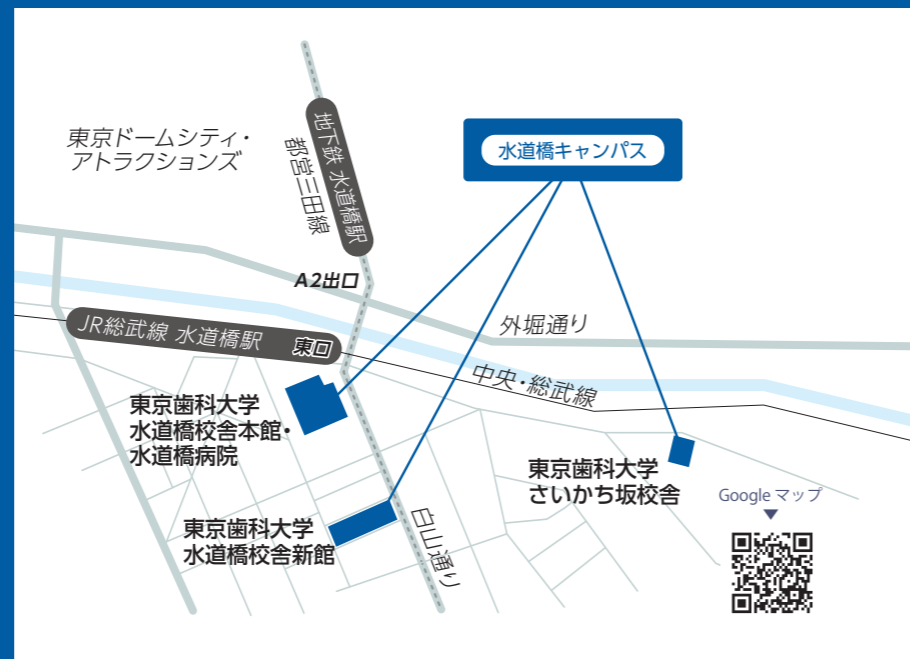 東京ドームシティ・
アトラクションズ
地下鉄 水道橋駅
都営三田線
水道橋キャンパス
A2出口
外堀通り
JR総武線 水道橋駅 東口
中央・総武線
東京歯科大学
水道橋校舎本館・
水道橋病院
東京歯科大学
さいかち坂校舎
東京歯科大学
水道橋校舎新館
白山通り
Google マップ
▼